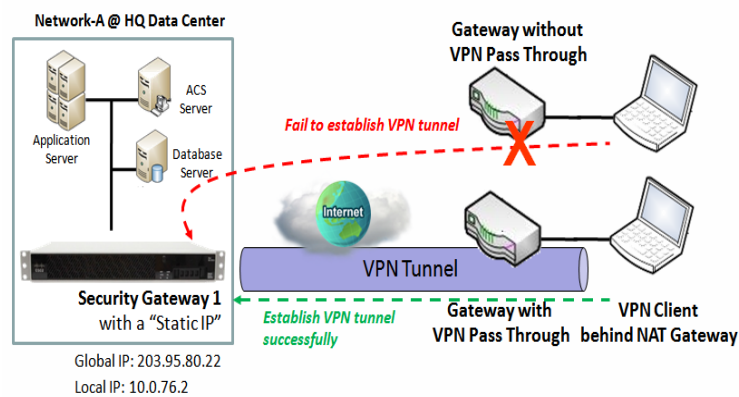 Network-A @ HQ Data Center
Gateway without
VPN Pass Through
ACS
Server
Application
Server
Database
Server
Fail to establish VPN tunnel
X
Internet
VPN Tunnel
Security Gateway 1
with a “Static IP”
Establish VPN tunnel
successfully
Gateway with
VPN Pass Through
VPN Client
behind NAT Gateway
Global IP: 203.95.80.22
Local IP: 10.0.76.2